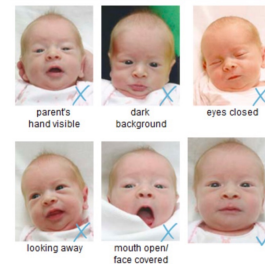 parent's
hand visible
dark
background
eyes closed
looking away
mouth open/
face covered